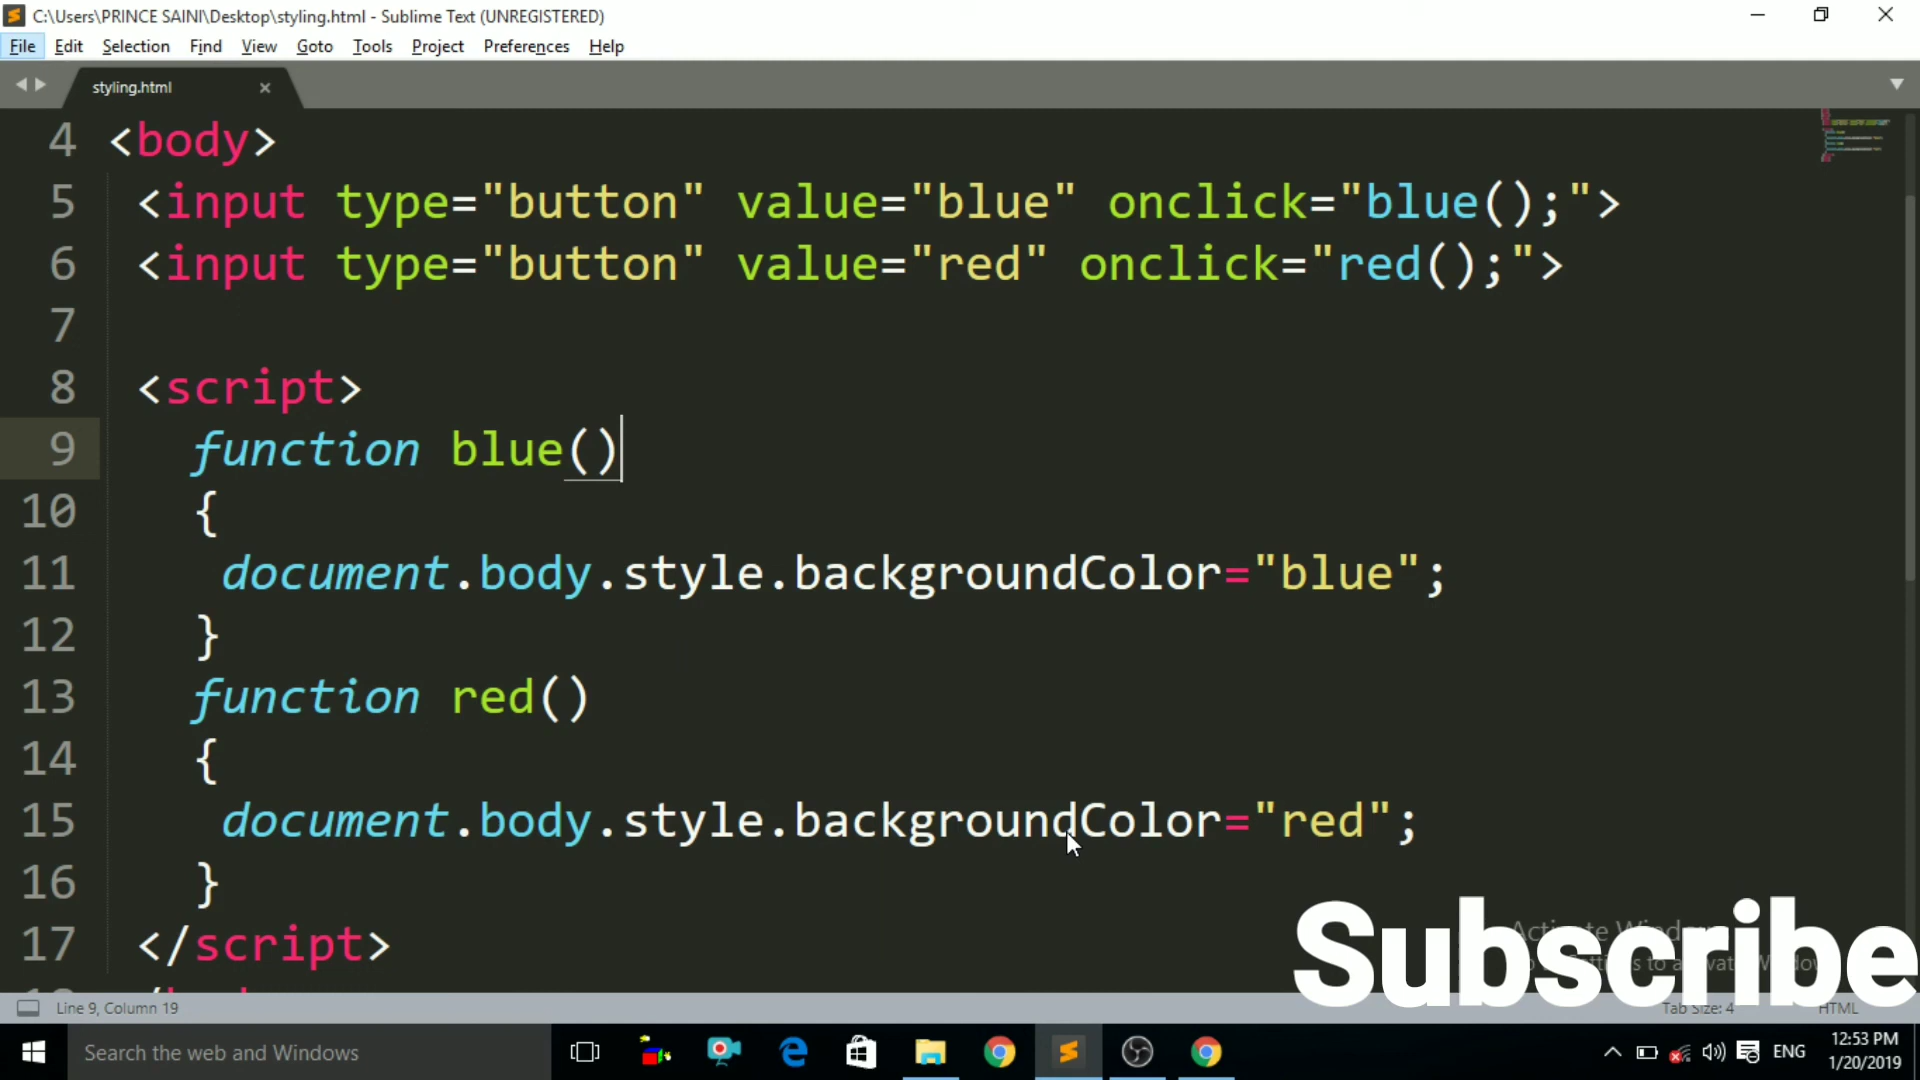 C:\Users\PRINCE SAINI\Desktop\styling.html - Sublime Text (UNREGISTERED)
File Edit Selection Find View Goto Tools Project Preferences Help
styling.html
4 <body>
5 <input type="button" value="blue" onclick="blue();">
6 <input type="button" value="red" onclick="red();">
7
8 <script>
9 function blue()
10 {
11 document.body.style.backgroundColor="blue";
12 }
13 function red()
14 {
15 document.body.style.backgroundColor="red";
16 }
17 </script>
Activate Windows
Subscribe
Line 9, Column 19
Tab Size: 4
HTML
Search the web and Windows
ENG
12:53 PM
1/20/2019